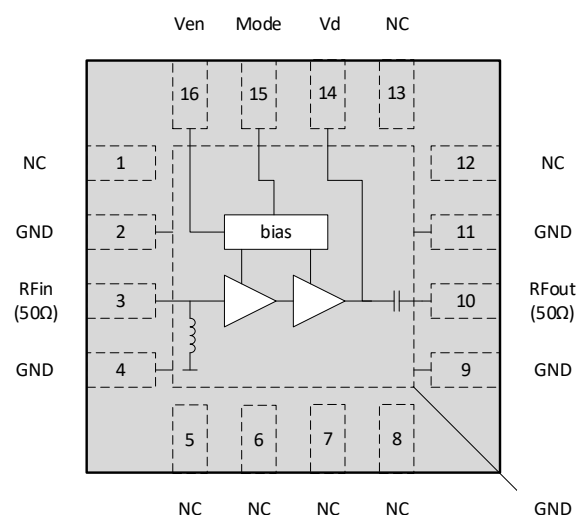 Ven Mode Vd NC
16 15 14 13
NC 1 12 NC
GND 2 bias 11 GND
RFin 3 10 RFout
(50Ω) (50Ω)
GND 4 9 GND
5 6 7 8
NC NC NC NC GND